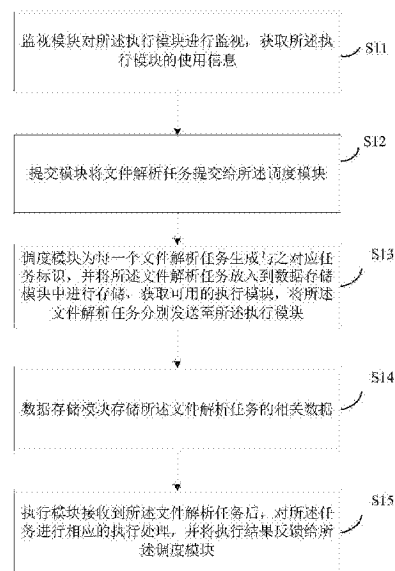 监视模块对所述执行模块进行监视，获取所述执
行模块的使用信息
S11
提交模块将文件解析任务提交给所述调度模块
S12
调度模块为每一个文件解析任务生成与之对应任
务标识，并将所述文件解析任务放入到数据存储
模块中进行存储、获取可用的执行模块，将所述
文件解析任务分别发送至所述执行模块
S13
数据存储模块存储所述文件解析任务的相关数据
S14
执行模块接收到所述文件解析任务后，对所述任
务进行相应的执行处理，并将执行结果反馈给所
述调度模块
S15